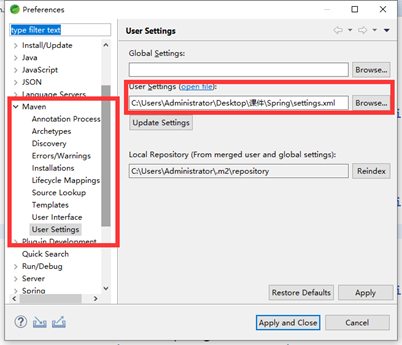 Preferences
type filter text
Install/Update
Java
JavaScript
JSON
Language Servers
Maven
Annotation Process
Archetypes
Discovery
Errors/Warnings
Installations
Lifecycle Mappings
Source Lookup
Templates
User Interface
User Settings
Plug-in Development
Quick Search
Run/Debug
Server
Spring
User Settings
Global Settings:
Browse...
User Settings (open file):
C:\Users\Administrator\Desktop\课件\Spring\settings.xml
Browse...
Update Settings
Local Repository (From merged user and global settings):
C:\Users\Administrator\.m2\repository
Reindex
Restore Defaults
Apply
Apply and Close
Cancel